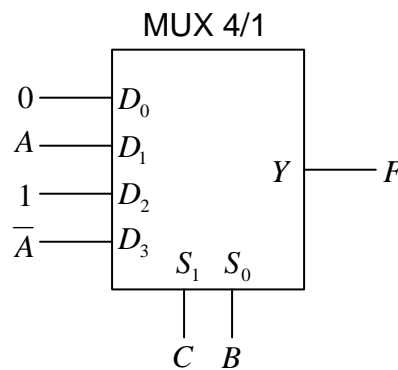 MUX 4/1
0 D₀
A D₁
Y F
1 D₂
A̅ D₃
S₁ S₀
C B